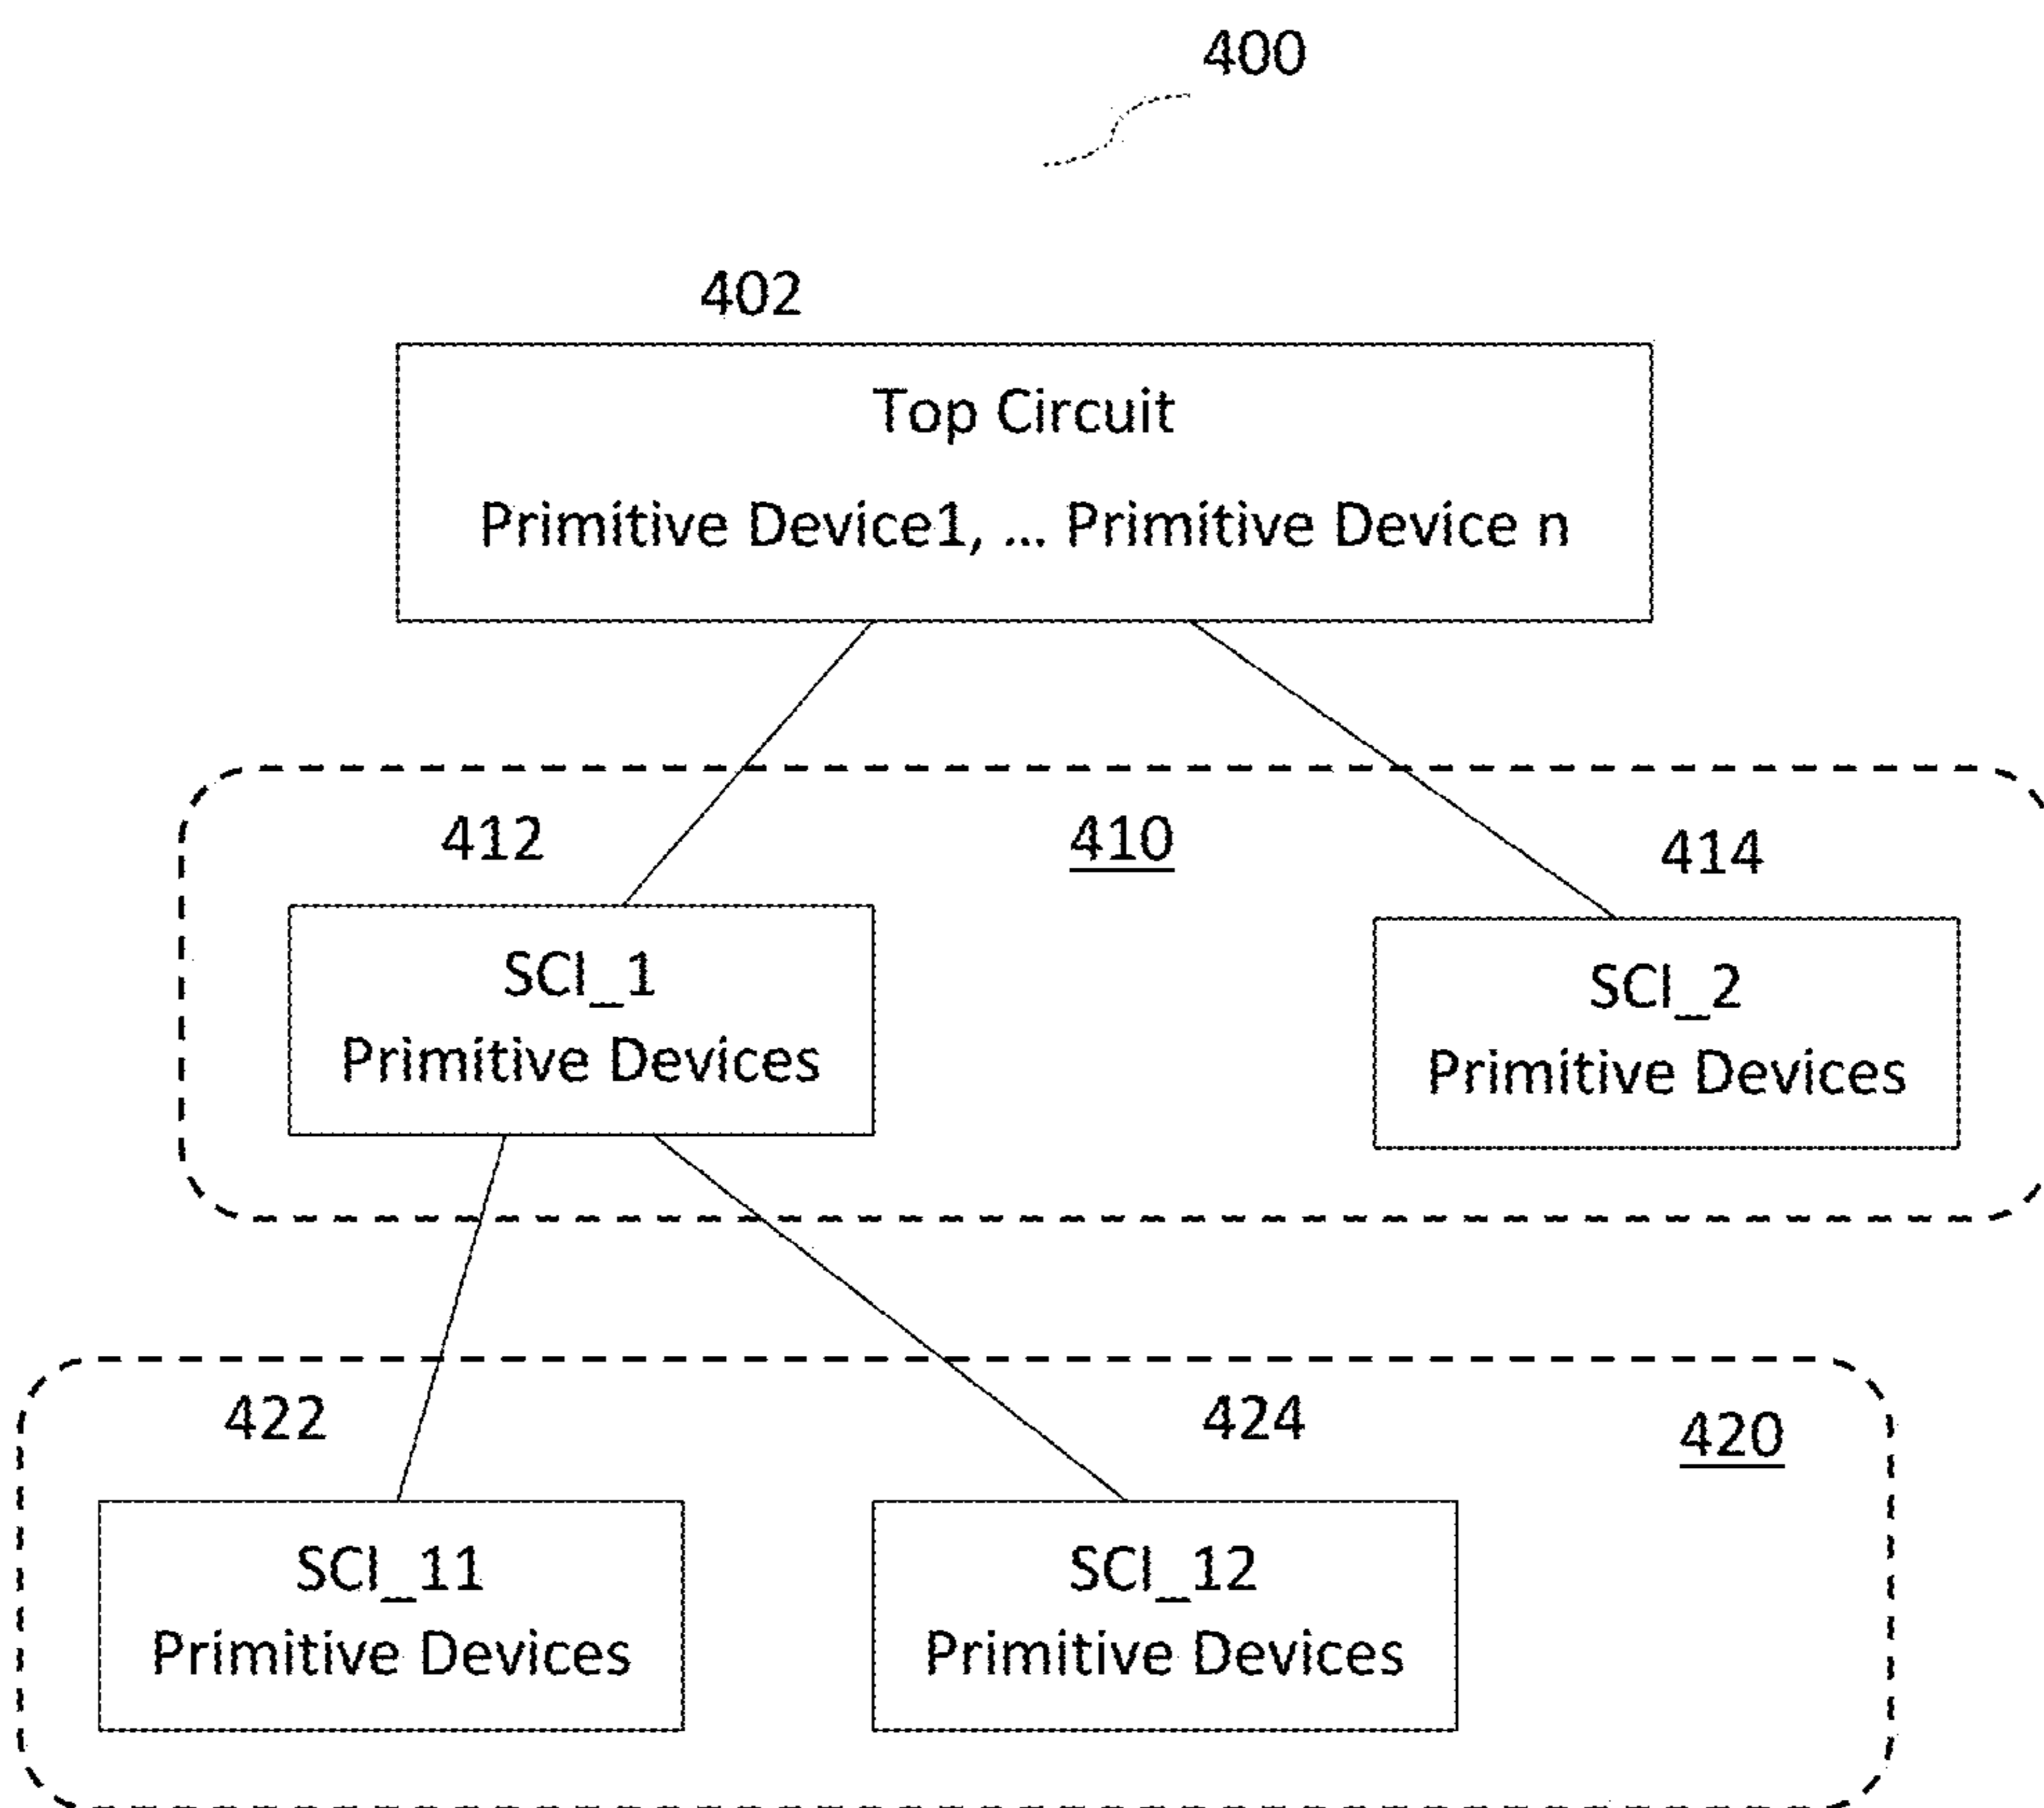 400
402
Top Circuit
Primitive Device1, ... Primitive Device n
412
410
414
SCI_1
Primitive Devices
SCI_2
Primitive Devices
422
424
420
SCI_11
Primitive Devices
SCI_12
Primitive Devices